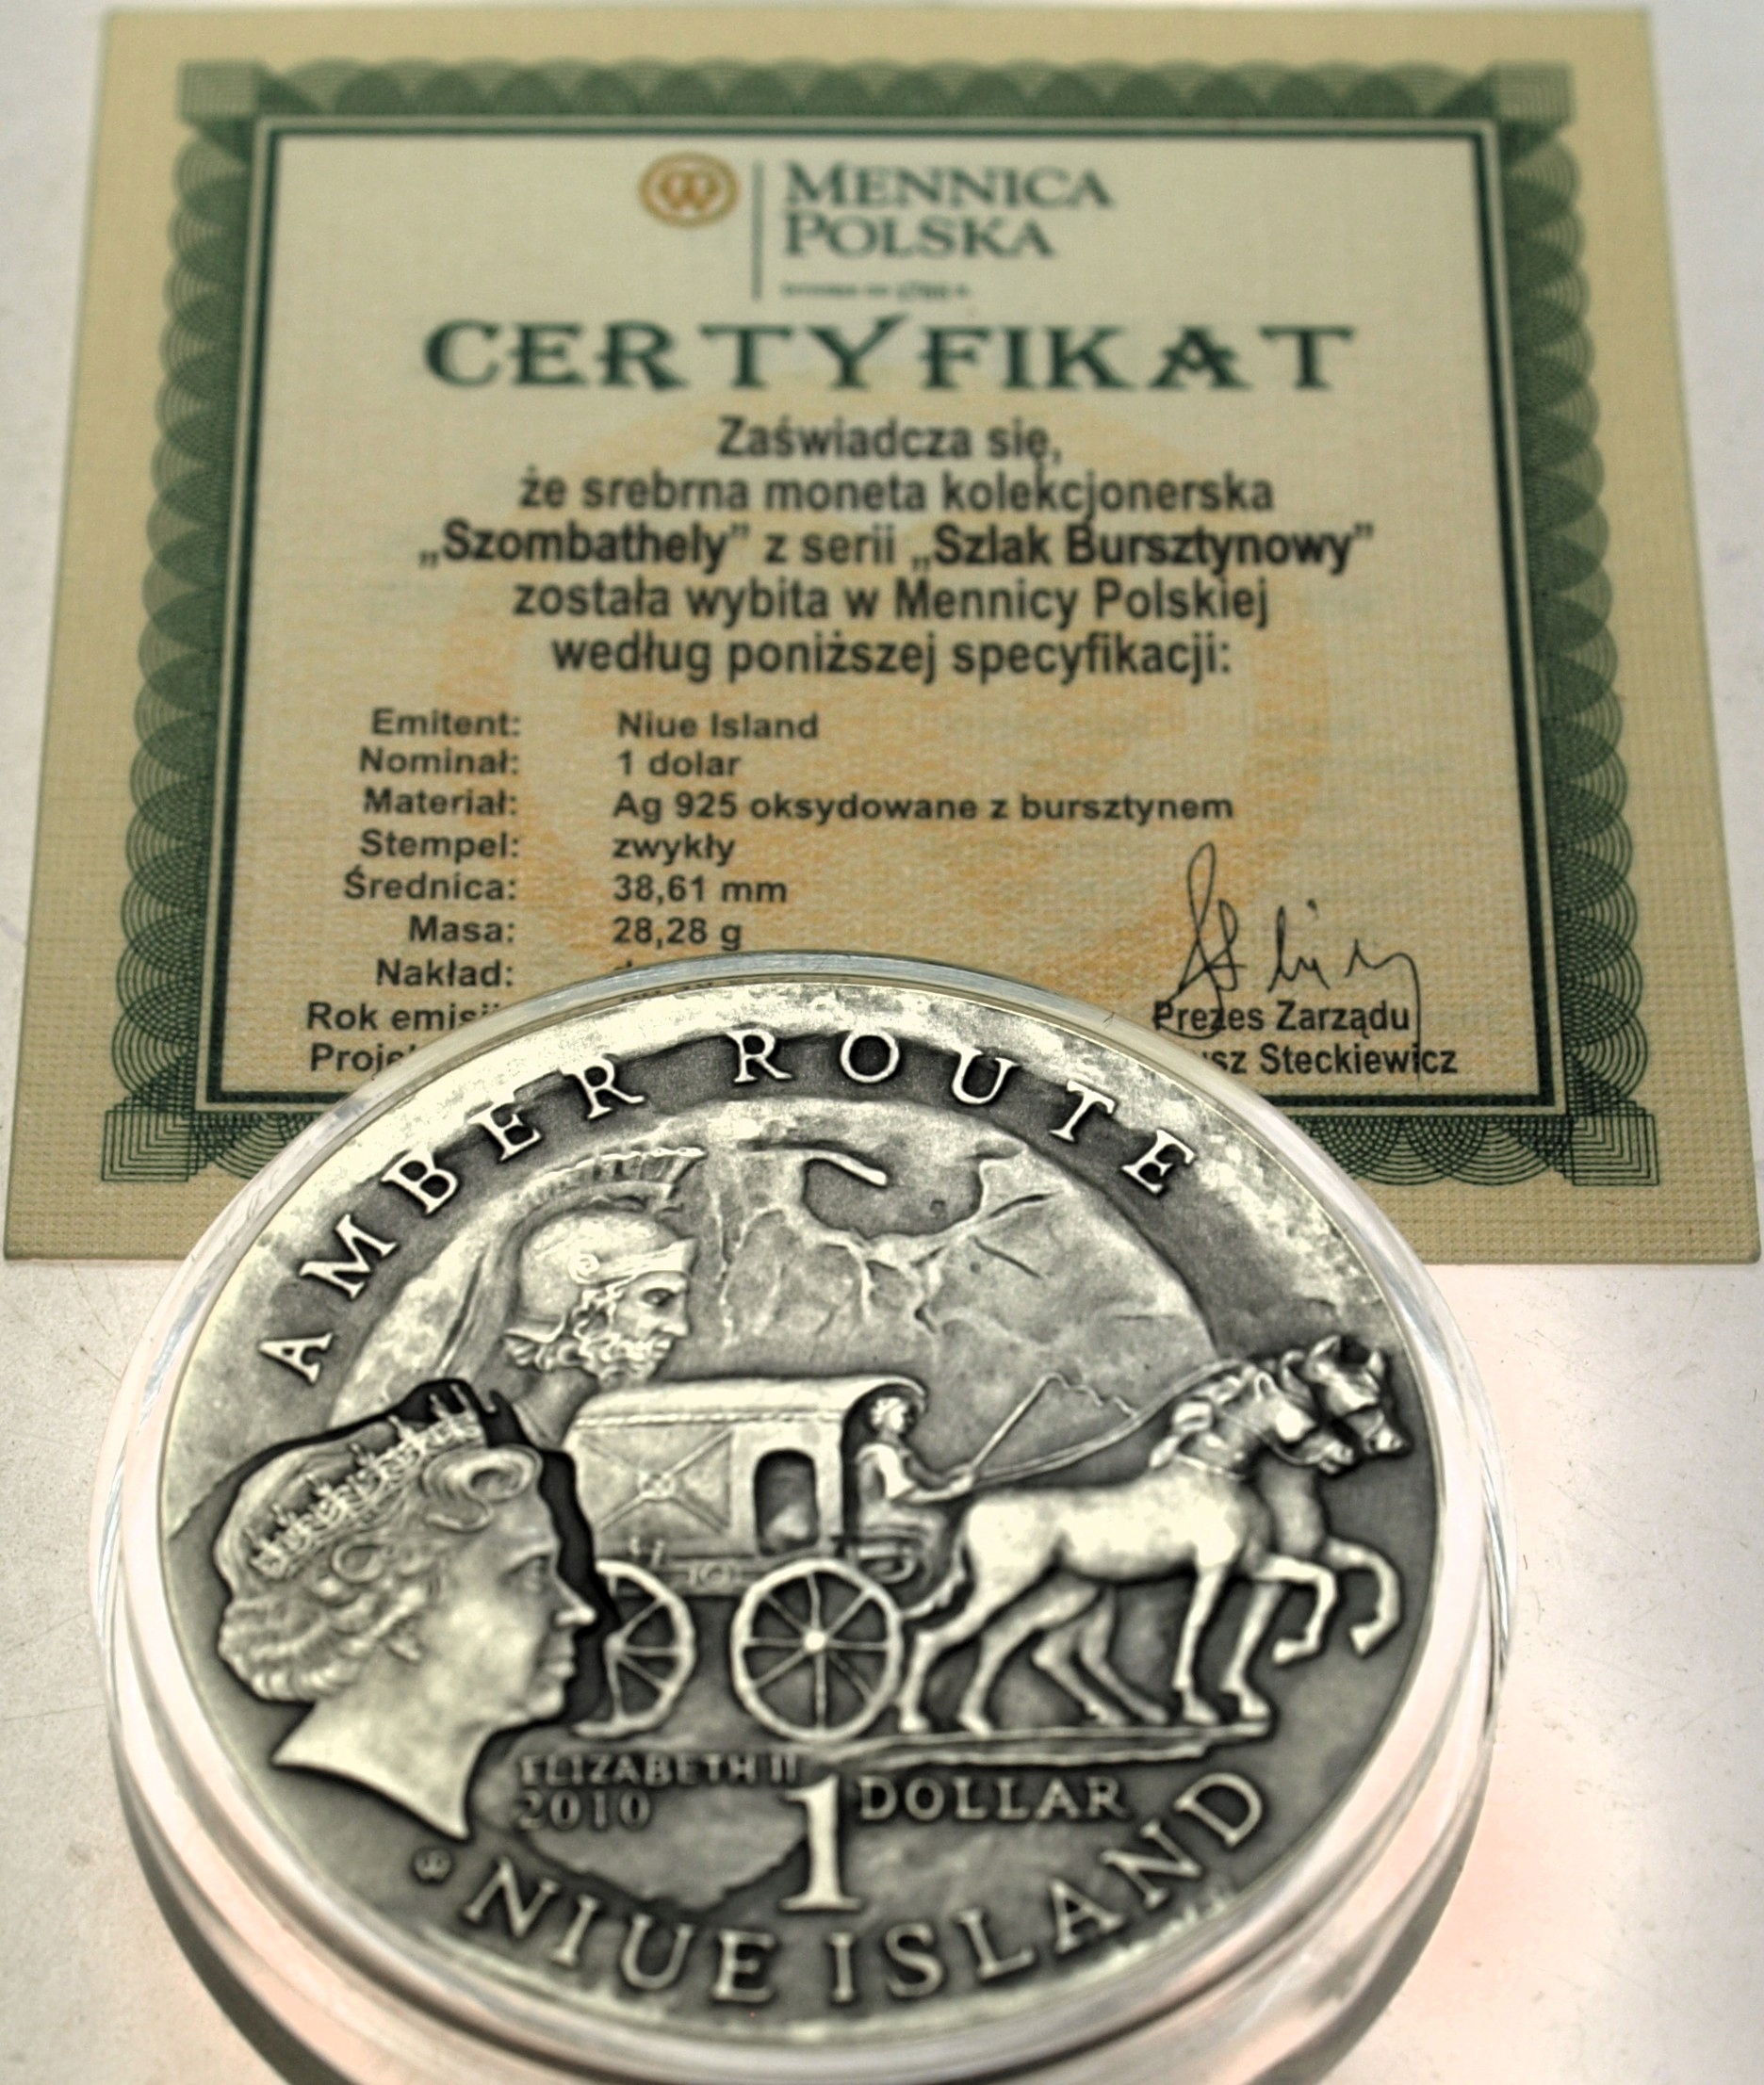 MENNICA
POLSKA
CERTYFIKAT
Zaświadcza się,
że srebrna moneta kolekcjonerska
„Szombathely” z serii „Szlak Bursztynowy”
została wybita w Mennicy Polskiej
według poniższej specyfikacji:
Emitent: Niue Island
Nominał: 1 dolar
Materiał: Ag 925 oksydowane z bursztynem
Stempel: zwykły
Średnica: 38,61 mm
Masa: 28,28 g
Nakład:
Rok emisji
Prezes Zarządu
Steckiewicz
AMBER ROUTE
ELIZABETH II
2010
1 DOLLAR
NIUE ISLAND